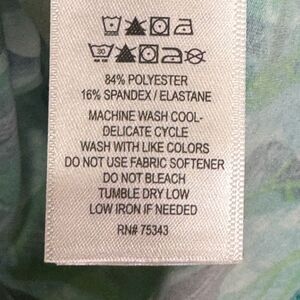 30
84% POLYESTER
16% SPANDEX / ELASTANE
MACHINE WASH COOL-
DELICATE CYCLE
WASH WITH LIKE COLORS
DO NOT USE FABRIC SOFTENER
DO NOT BLEACH
TUMBLE DRY LOW
LOW IRON IF NEEDED
RN# 75343